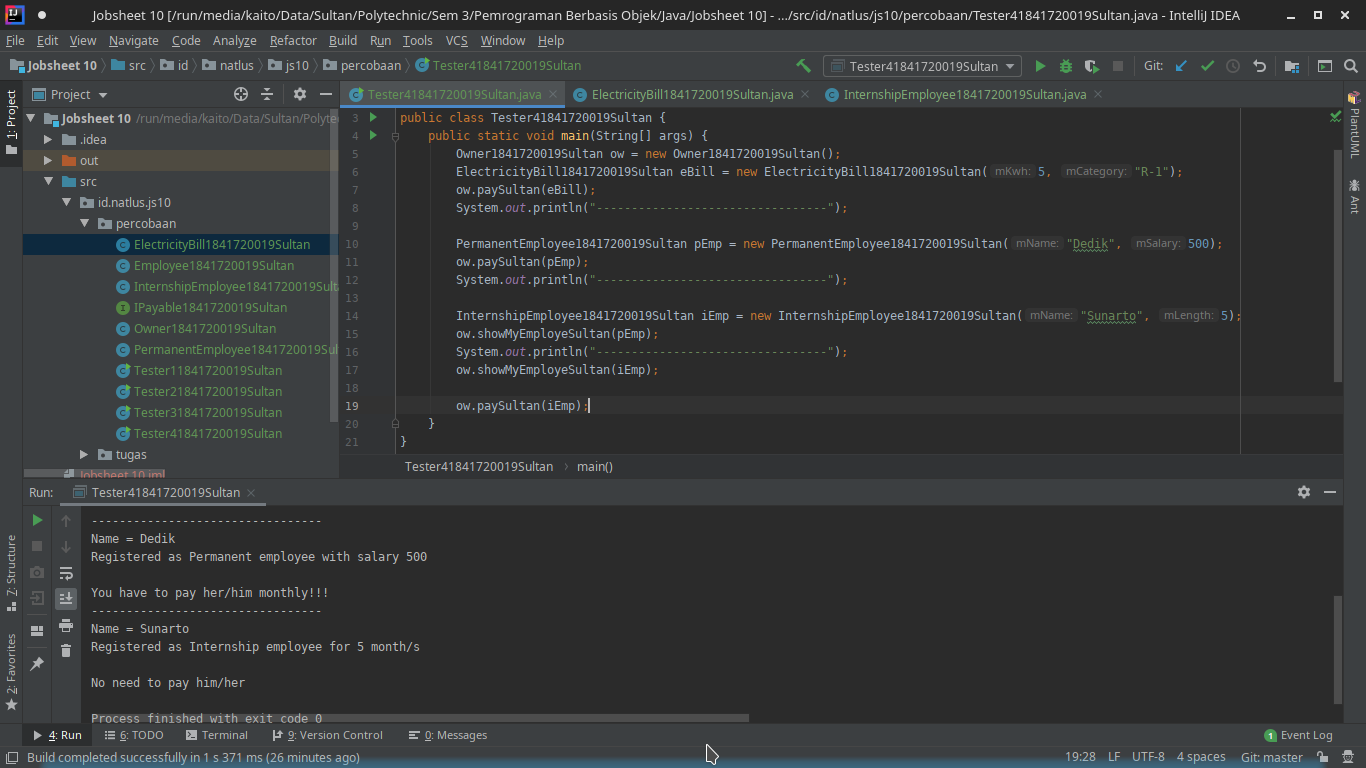 Jobsheet 10 [/run/media/kaito/Data/Sultan/Polytechnic/Sem 3/Pemrograman Berbasis Objek/Java/Jobsheet 10] - .../src/id/natlus/js10/percobaan/Tester41841720019Sultan.java - IntelliJ IDEA
File Edit View Navigate Code Analyze Refactor Build Run Tools VCS Window Help
Jobsheet 10 src id natlus js10 percobaan Tester41841720019Sultan
Tester41841720019Sultan Git:
1: Project
Project
Jobsheet 10 /run/media/kaito/Data/Sultan/Polyte
.idea
out
src
id.natlus.js10
percobaan
ElectricityBill1841720019Sultan
Employee1841720019Sultan
InternshipEmployee1841720019Sult
IPayable1841720019Sultan
Owner1841720019Sultan
PermanentEmployee1841720019Sul
Tester11841720019Sultan
Tester21841720019Sultan
Tester31841720019Sultan
Tester41841720019Sultan
tugas
Jobsheet 10.iml
Tester41841720019Sultan.java ElectricityBill1841720019Sultan.java InternshipEmployee1841720019Sultan.java
3 public class Tester41841720019Sultan {
4 public static void main(String[] args) {
5 Owner1841720019Sultan ow = new Owner1841720019Sultan();
6 ElectricityBill1841720019Sultan eBill = new ElectricityBill1841720019Sultan( mKwh: 5, mCategory: "R-1");
7 ow.paySultan(eBill);
8 System.out.println("---------------------------------");
9
10 PermanentEmployee1841720019Sultan pEmp = new PermanentEmployee1841720019Sultan( mName: "Dedik", mSalary: 500);
11 ow.paySultan(pEmp);
12 System.out.println("---------------------------------");
13
14 InternshipEmployee1841720019Sultan iEmp = new InternshipEmployee1841720019Sultan( mName: "Sunarto", mLength: 5);
15 ow.showMyEmployeSultan(pEmp);
16 System.out.println("---------------------------------");
17 ow.showMyEmployeSultan(iEmp);
18
19 ow.paySultan(iEmp);
20 }
21 }
Tester41841720019Sultan main()
PlantUML
Ant
Run: Tester41841720019Sultan
---------------------------------
Name = Dedik
Registered as Permanent employee with salary 500
You have to pay her/him monthly!!!
---------------------------------
Name = Sunarto
Registered as Internship employee for 5 month/s
No need to pay him/her
Process finished with exit code 0
7: Structure
2: Favorites
4: Run 6: TODO Terminal 9: Version Control 0: Messages 1 Event Log
Build completed successfully in 1 s 371 ms (26 minutes ago) 19:28 LF UTF-8 4 spaces Git: master